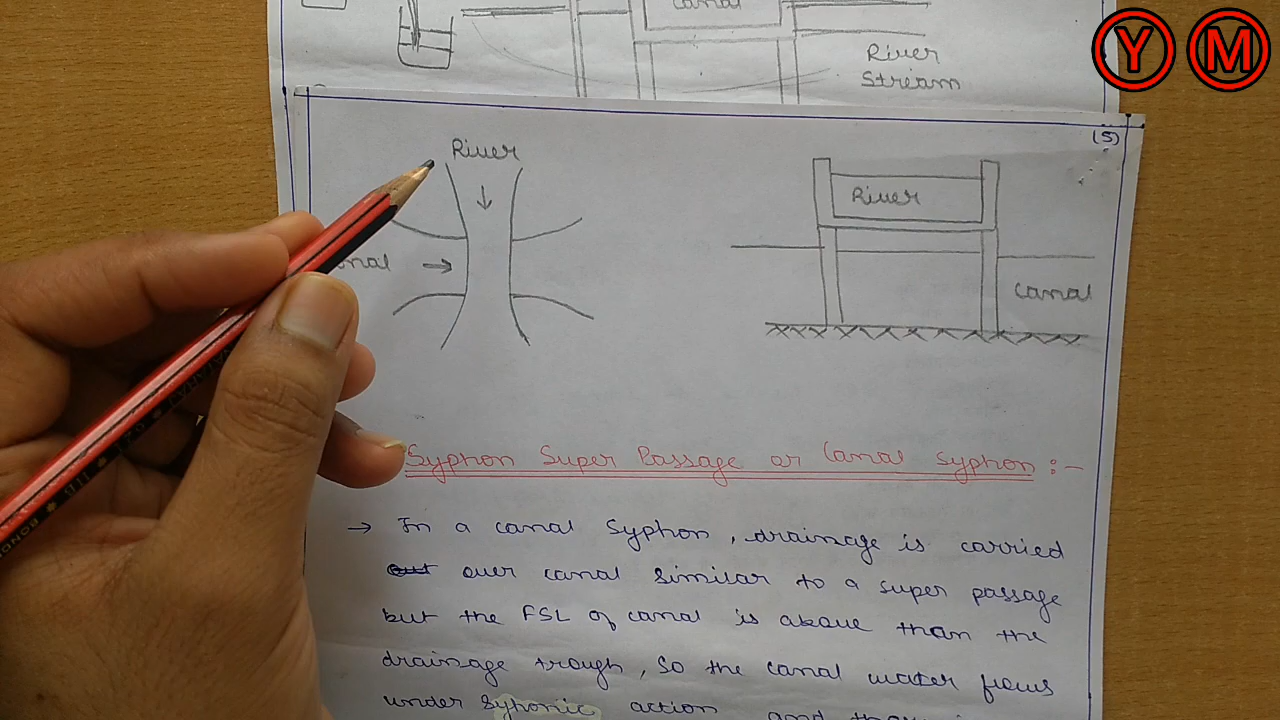 Canal
River
Stream
Y M
(5)
River
River
Canal
Syphon Super Passage or Canal Syphon :-
→ In a canal Syphon, drainage is carried
over canal similar to a super passage
but the FSL of canal is above than the
drainage trough, So the canal water flows
under Syhonic action and